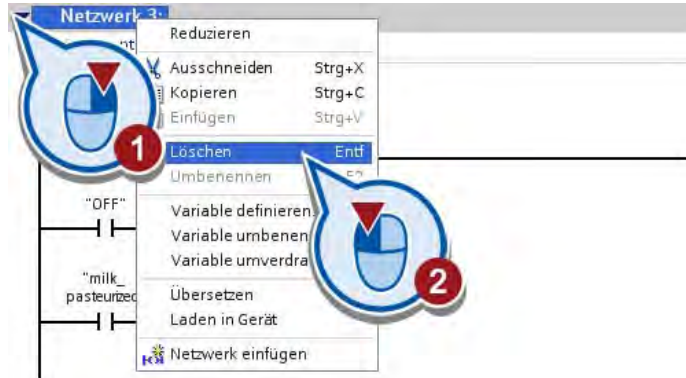 Netzwerk 3:
Reduzieren
Ausschneiden Strg+X
Kopieren Strg+C
Einfügen Strg+V
Löschen Entf
Umbenennen F2
Variable definieren
Variable umbenen
Variable umverdra
Übersetzen
Laden in Gerät
Netzwerk einfügen
1
2
"OFF"
"milk_
pasteurized